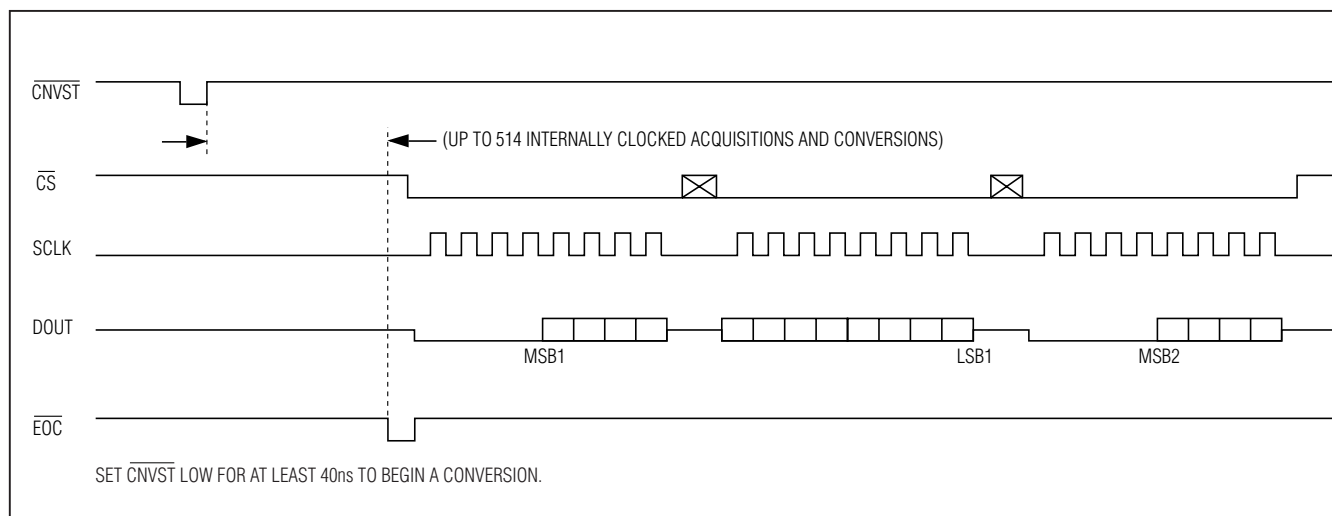 CNVST
(UP TO 514 INTERNALLY CLOCKED ACQUISITIONS AND CONVERSIONS)
CS
SCLK
DOUT
MSB1 LSB1 MSB2
EOC
SET CNVST LOW FOR AT LEAST 40ns TO BEGIN A CONVERSION.